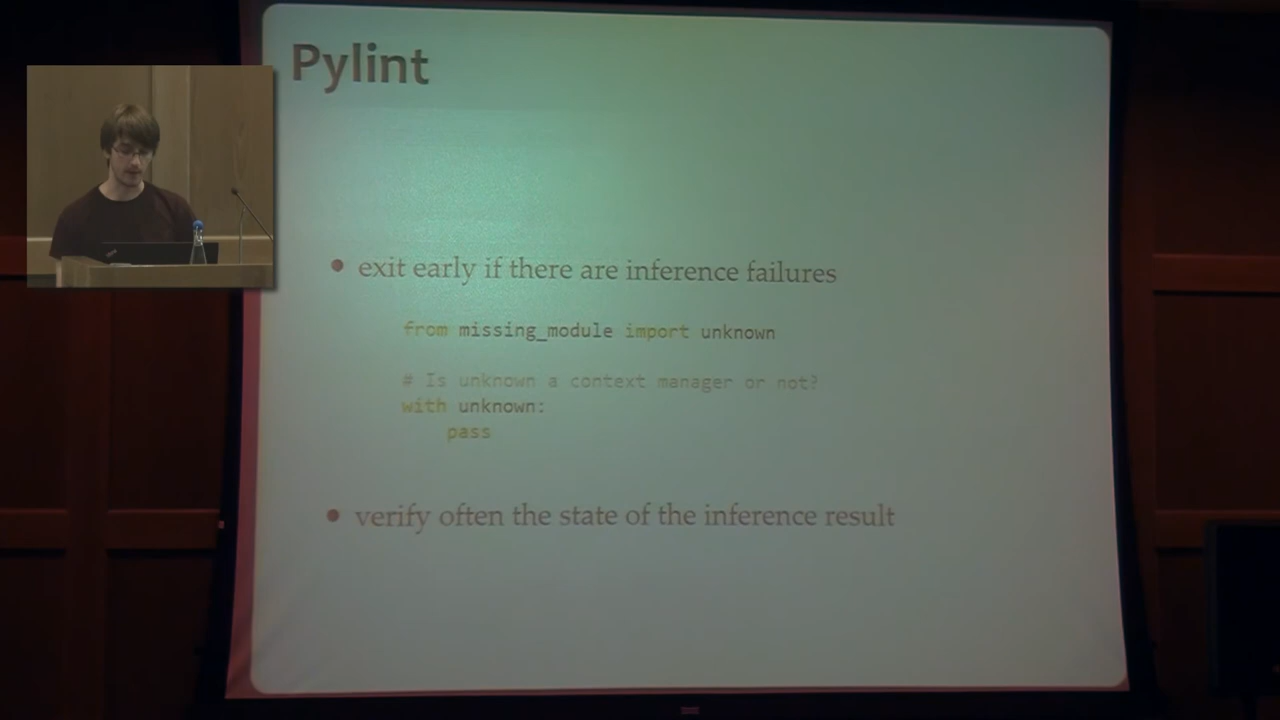 Pylint
• exit early if there are inference failures
from missing_module import unknown
# Is unknown a context manager or not?
with unknown:
pass
• verify often the state of the inference result